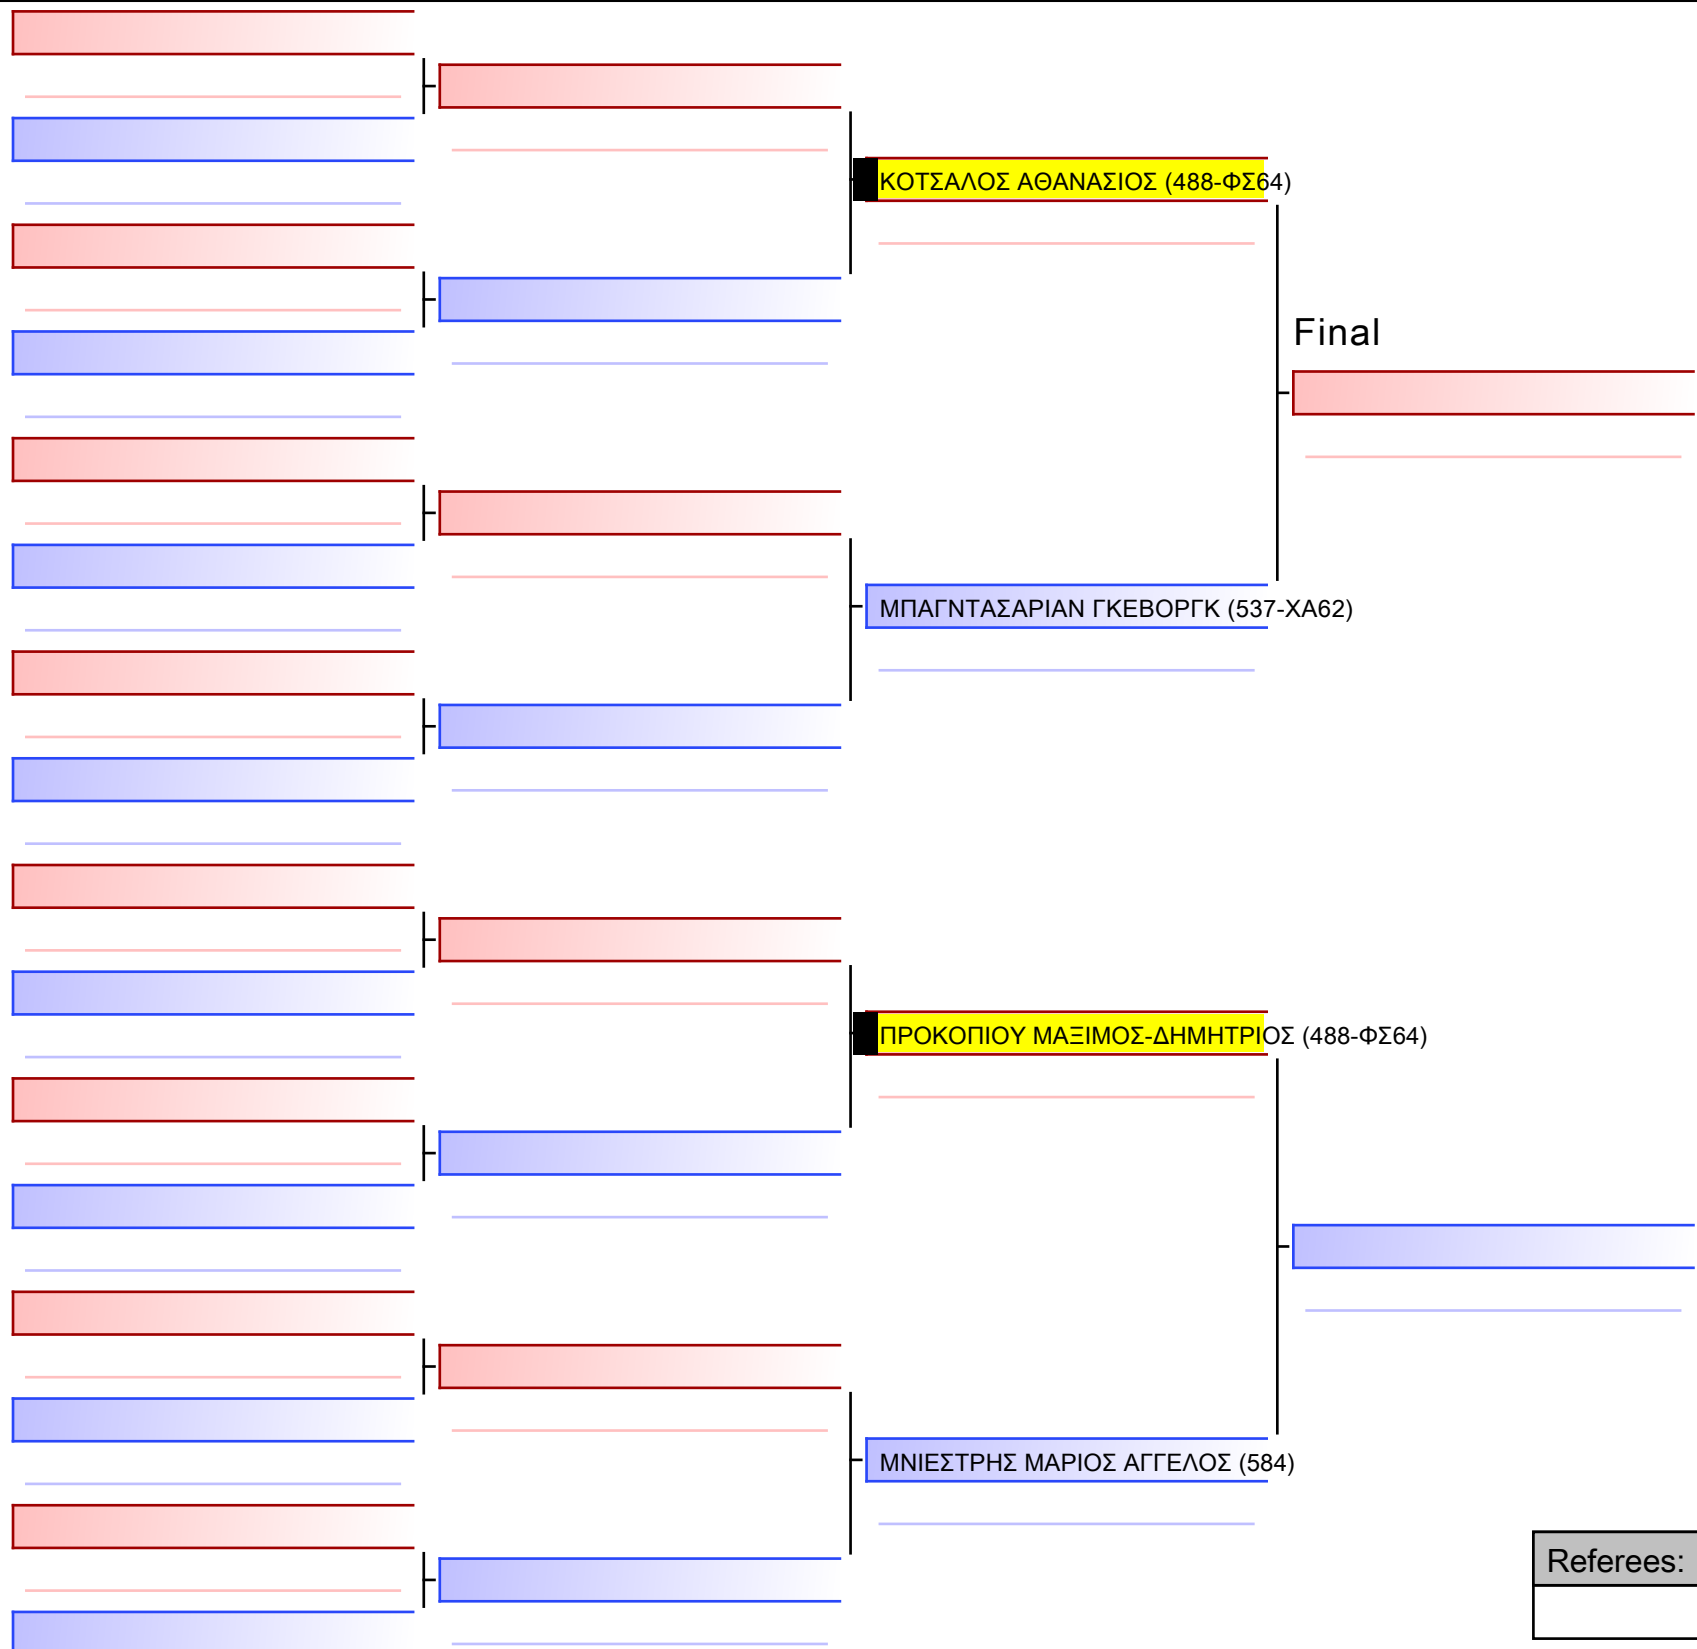 ΚΟΤΣΑΛΟΣ ΑΘΑΝΑΣΙΟΣ (488-ΦΣ64)
Final
ΜΠΑΓΝΤΑΣΑΡΙΑΝ ΓΚΕΒΟΡΓΚ (537-ΧΑ62)
ΠΡΟΚΟΠΙΟΥ ΜΑΞΙΜΟΣ-ΔΗΜΗΤΡΙΟΣ (488-ΦΣ64)
ΜΝΙΕΣΤΡΗΣ ΜΑΡΙΟΣ ΑΓΓΕΛΟΣ (584)
Referees: